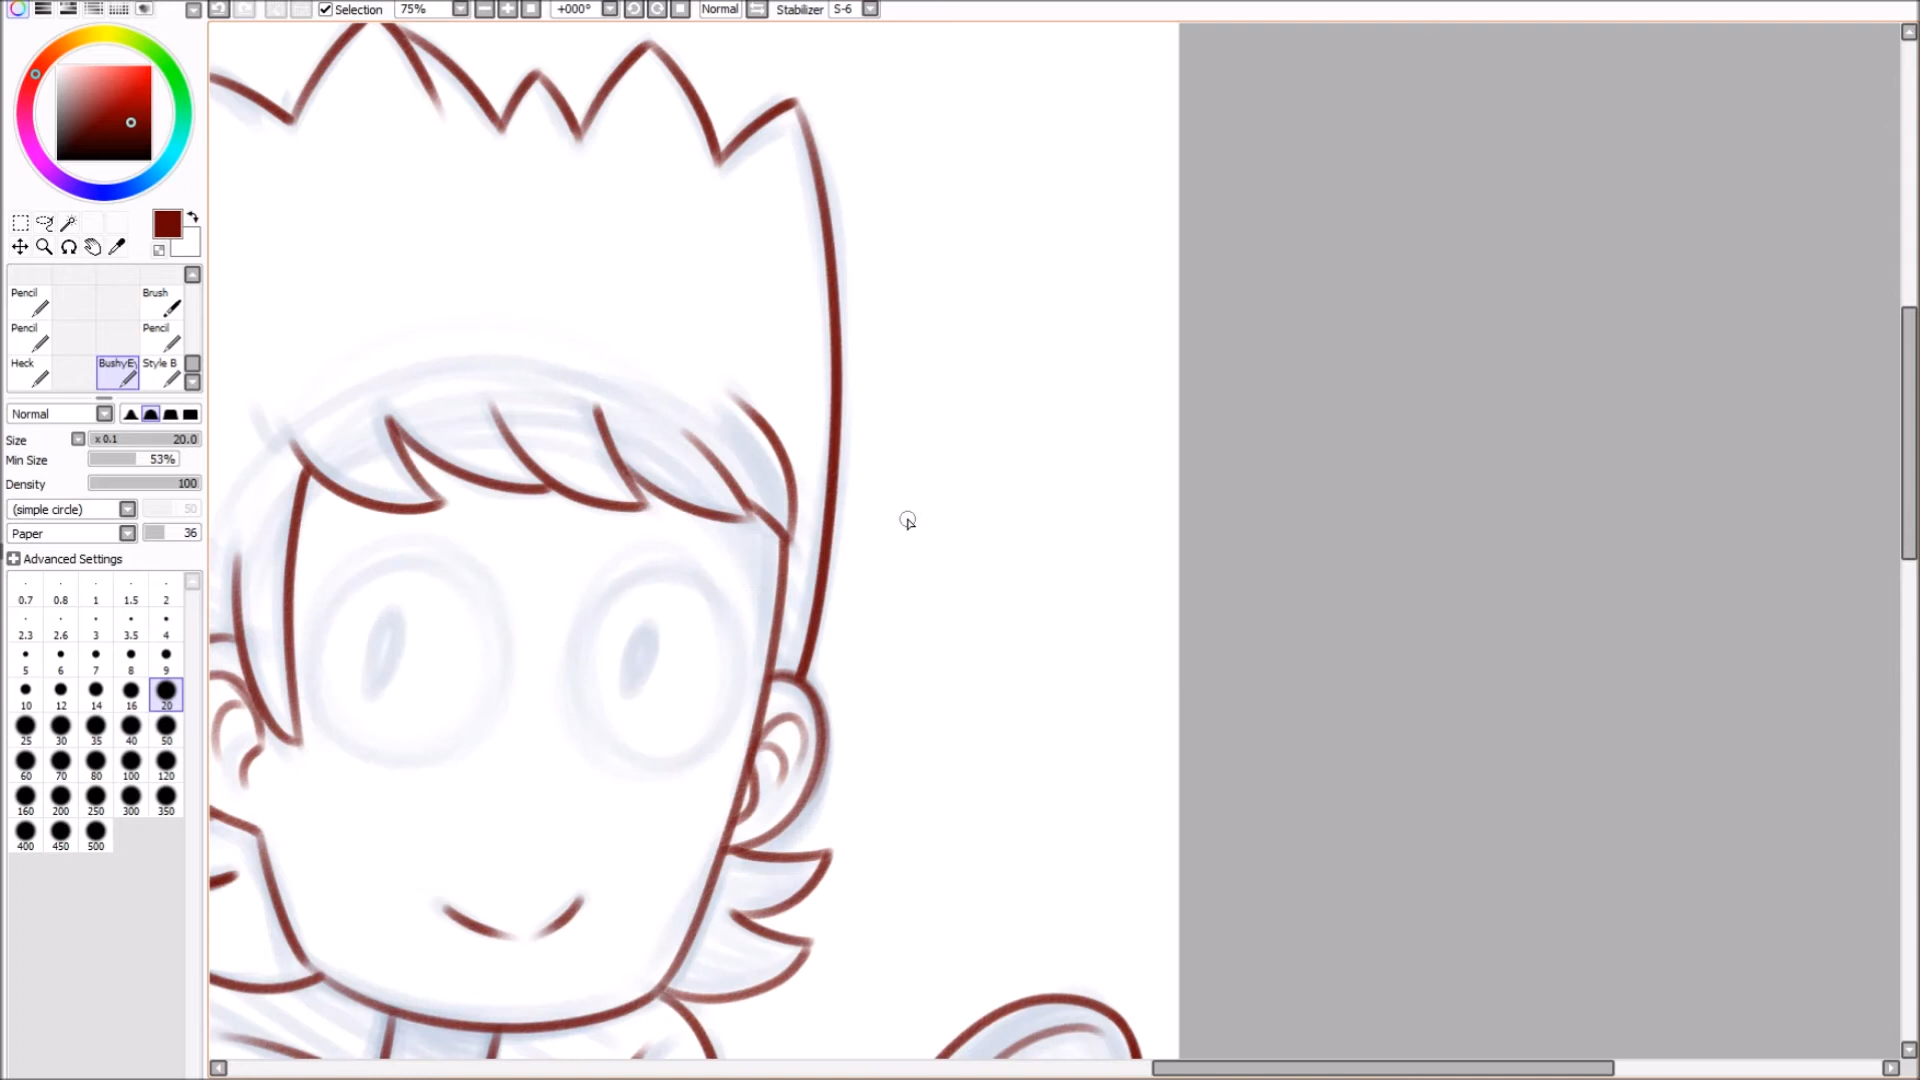 Selection 75% +000° Normal Stabilizer S-6
Pencil Brush
Pencil Pencil
Heck BushyE Style B
Normal
Size x 0.1 20.0
Min Size 53%
Density 100
(simple circle) 50
Paper 36
Advanced Settings
0.7 0.8 1 1.5 2
2.3 2.6 3 3.5 4
5 6 7 8 9
10 12 14 16 20
25 30 35 40 50
60 70 80 100 120
160 200 250 300 350
400 450 500